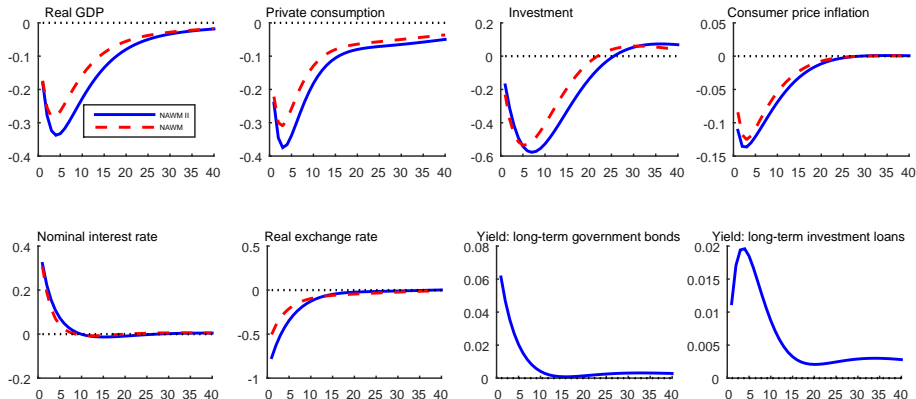 Real GDP
0
-0.1
-0.2
-0.3
-0.4
0 5 10 15 20 25 30 35 40
NAWM II
NAWM
Private consumption
0
-0.1
-0.2
-0.3
-0.4
0 5 10 15 20 25 30 35 40
Investment
0.2
0
-0.2
-0.4
-0.6
0 5 10 15 20 25 30 35 40
Consumer price inflation
0
-0.05
-0.1
-0.15
0 5 10 15 20 25 30 35 40
Nominal interest rate
0.4
0.2
0
-0.2
0 5 10 15 20 25 30 35 40
Real exchange rate
0.5
0
-0.5
-1
0 5 10 15 20 25 30 35 40
Yield: long-term government bonds
0.08
0.06
0.04
0.02
0
0 5 10 15 20 25 30 35 40
Yield: long-term investment loans
0.02
0.015
0.01
0.005
0
0 5 10 15 20 25 30 35 40